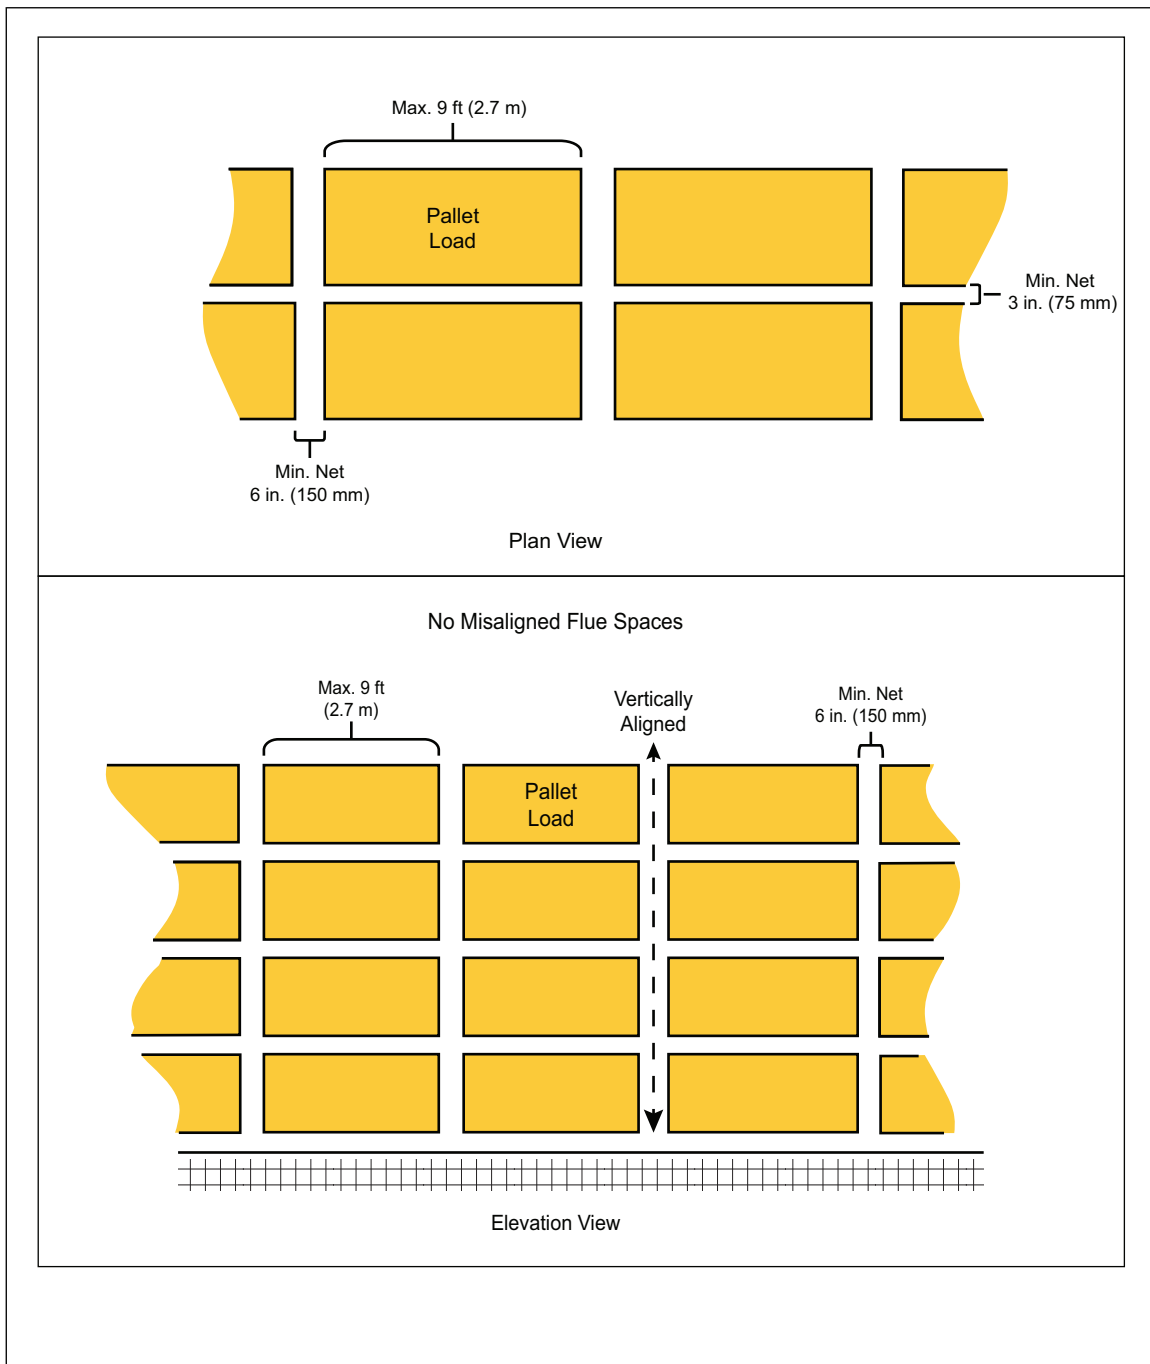 Max. 9 ft (2.7 m)
Pallet
Load
Min. Net
3 in. (75 mm)
Min. Net
6 in. (150 mm)
Plan View
No Misaligned Flue Spaces
Max. 9 ft
(2.7 m)
Vertically
Aligned
Min. Net
6 in. (150 mm)
Pallet
Load
Elevation View